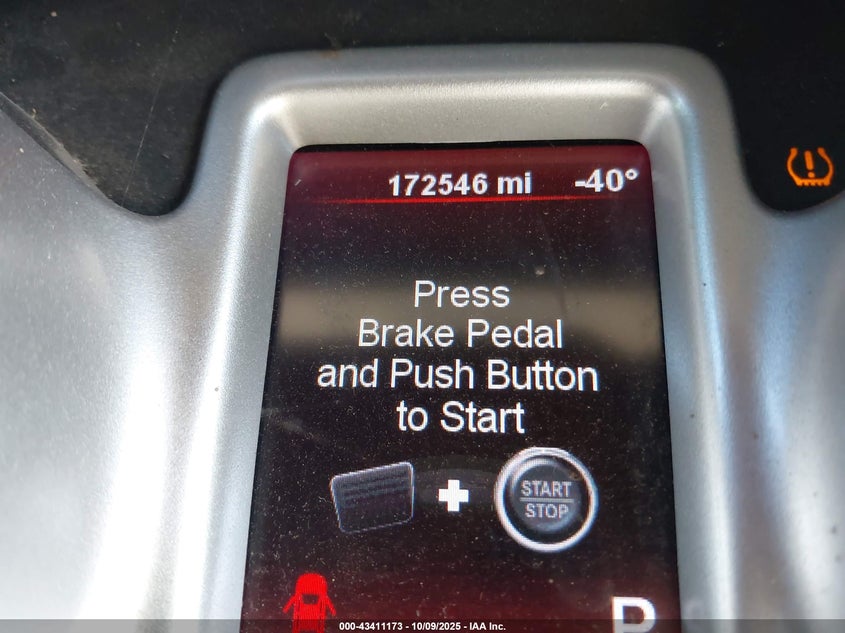 172546 mi -40°
Press
Brake Pedal
and Push Button
to Start
START
STOP
P
000-43411173 - 10/09/2025 - IAA Inc.